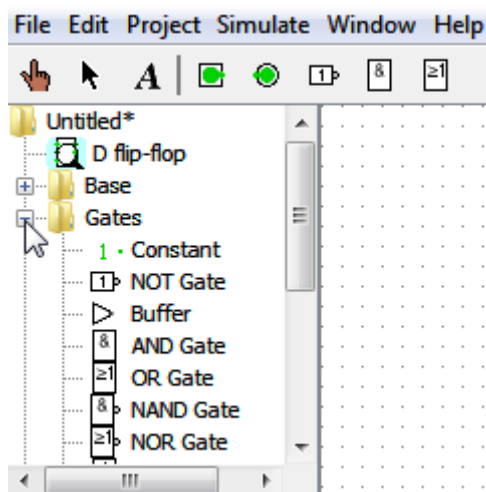 File Edit Project Simulate Window Help
A 1 & ≥1
Untitled*
D flip-flop
Base
Gates
1 Constant
1 NOT Gate
Buffer
& AND Gate
≥1 OR Gate
& NAND Gate
≥1 NOR Gate